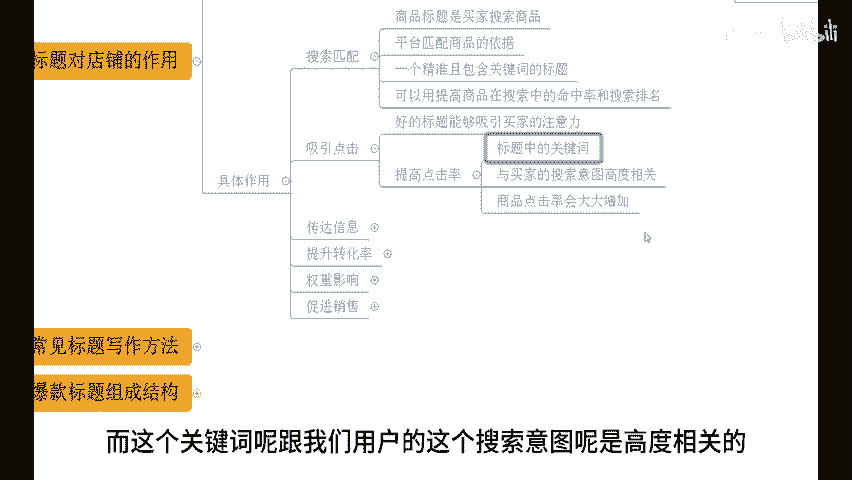 标题对店铺的作用
具体作用
搜索匹配
商品标题是买家搜索商品
平台匹配商品的依据
一个精准且包含关键词的标题
可以用提高商品在搜索中的命中率和搜索排名
吸引点击
好的标题能够吸引买家的注意力
提高点击率
标题中的关键词
与买家的搜索意图高度相关
商品点击率会大大增加
传达信息
提升转化率
权重影响
促进销售
常见标题写作方法
爆款标题组成结构
而这个关键词呢跟我们用户的这个搜索意图呢是高度相关的